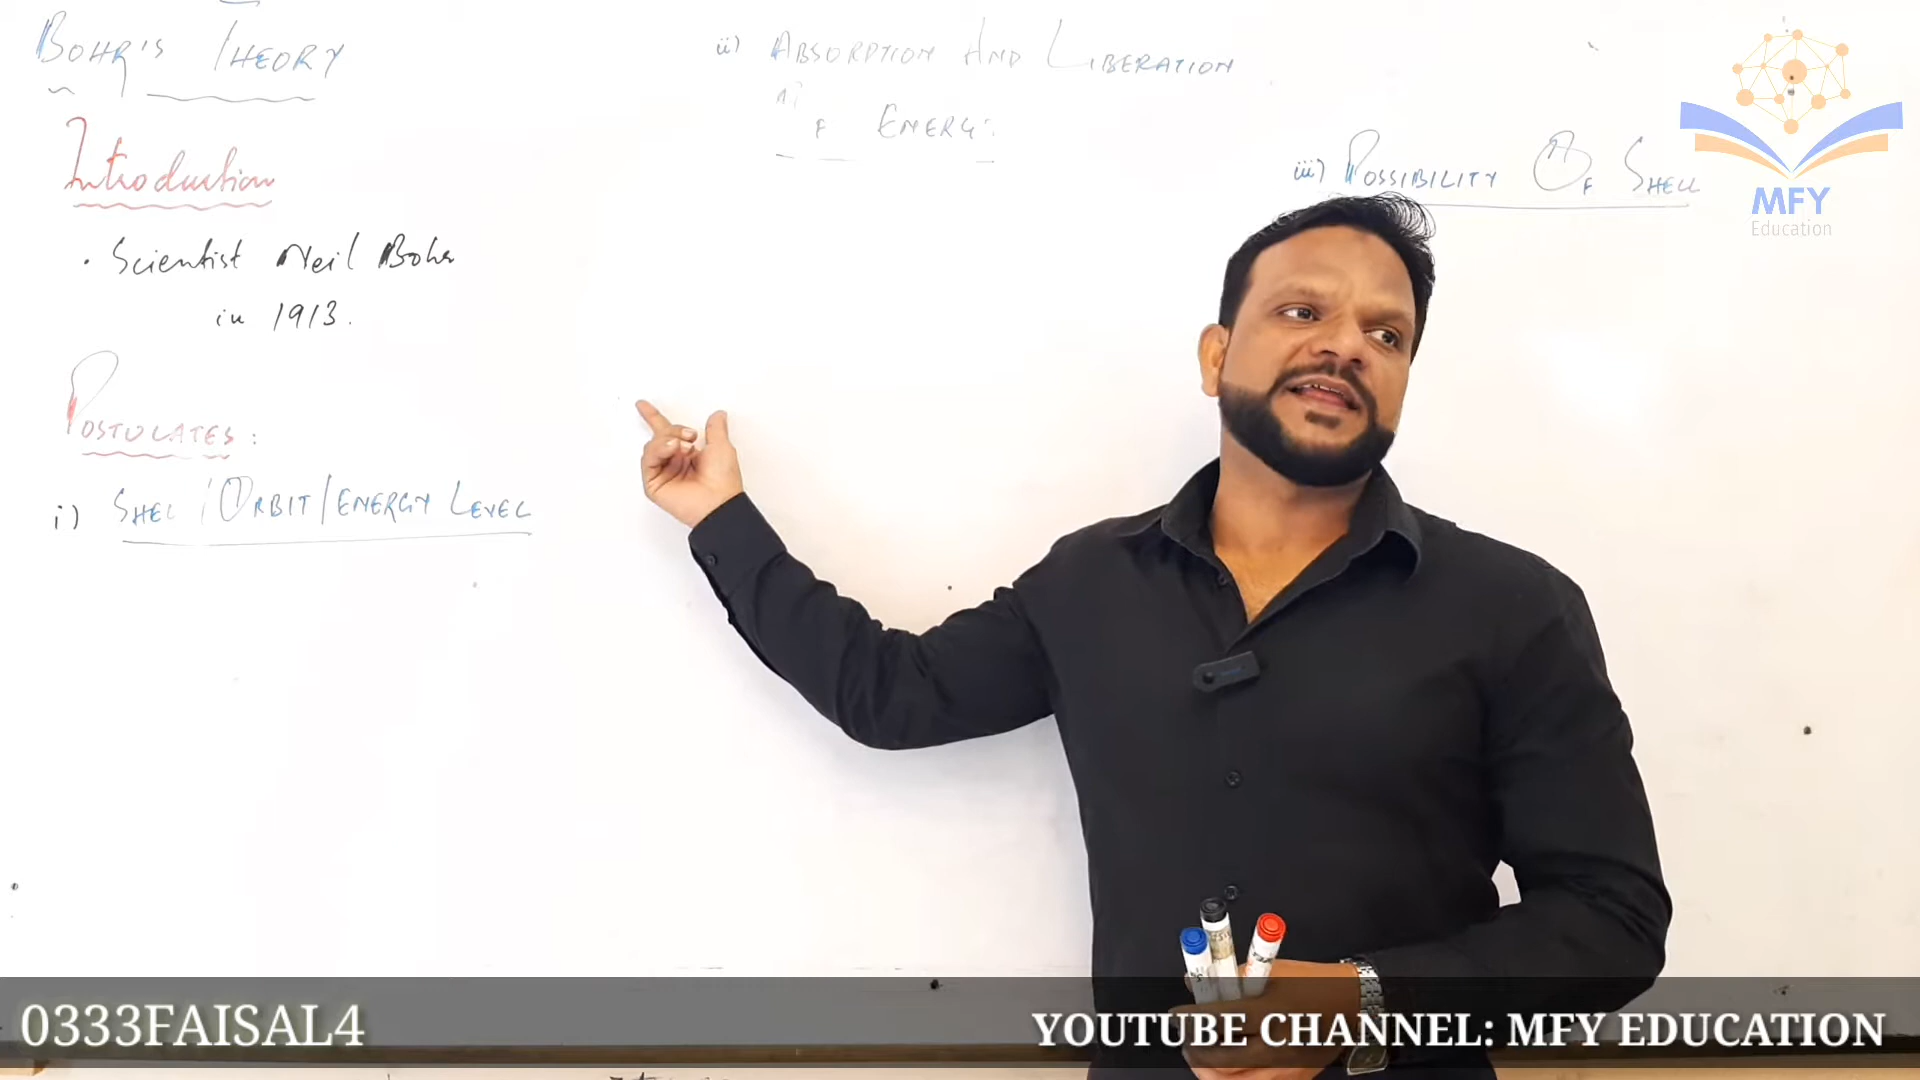 BOHR'S THEORY
Introduction
• Scientist Neil Bohr
in 1913.
POSTULATES:
i) SHEL / ORBIT/ENERGY LEVEL
ii) ABSORPTION AND LIBERATION
OF ENERGY
iii) POSSIBILITY OF SHELL
MFY
Education
0333FAISAL4
YOUTUBE CHANNEL: MFY EDUCATION